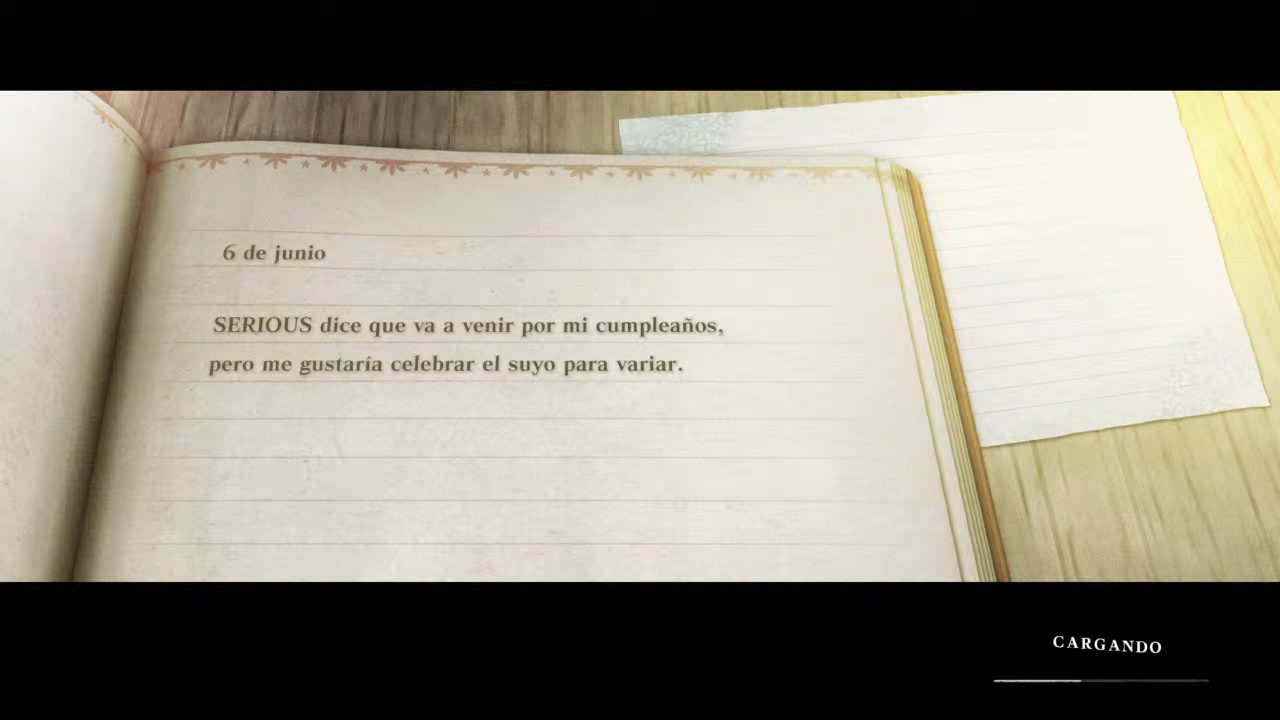 6 de junio
SERIOUS dice que va a venir por mi cumpleaños,
pero me gustaría celebrar el suyo para variar.
CARGANDO